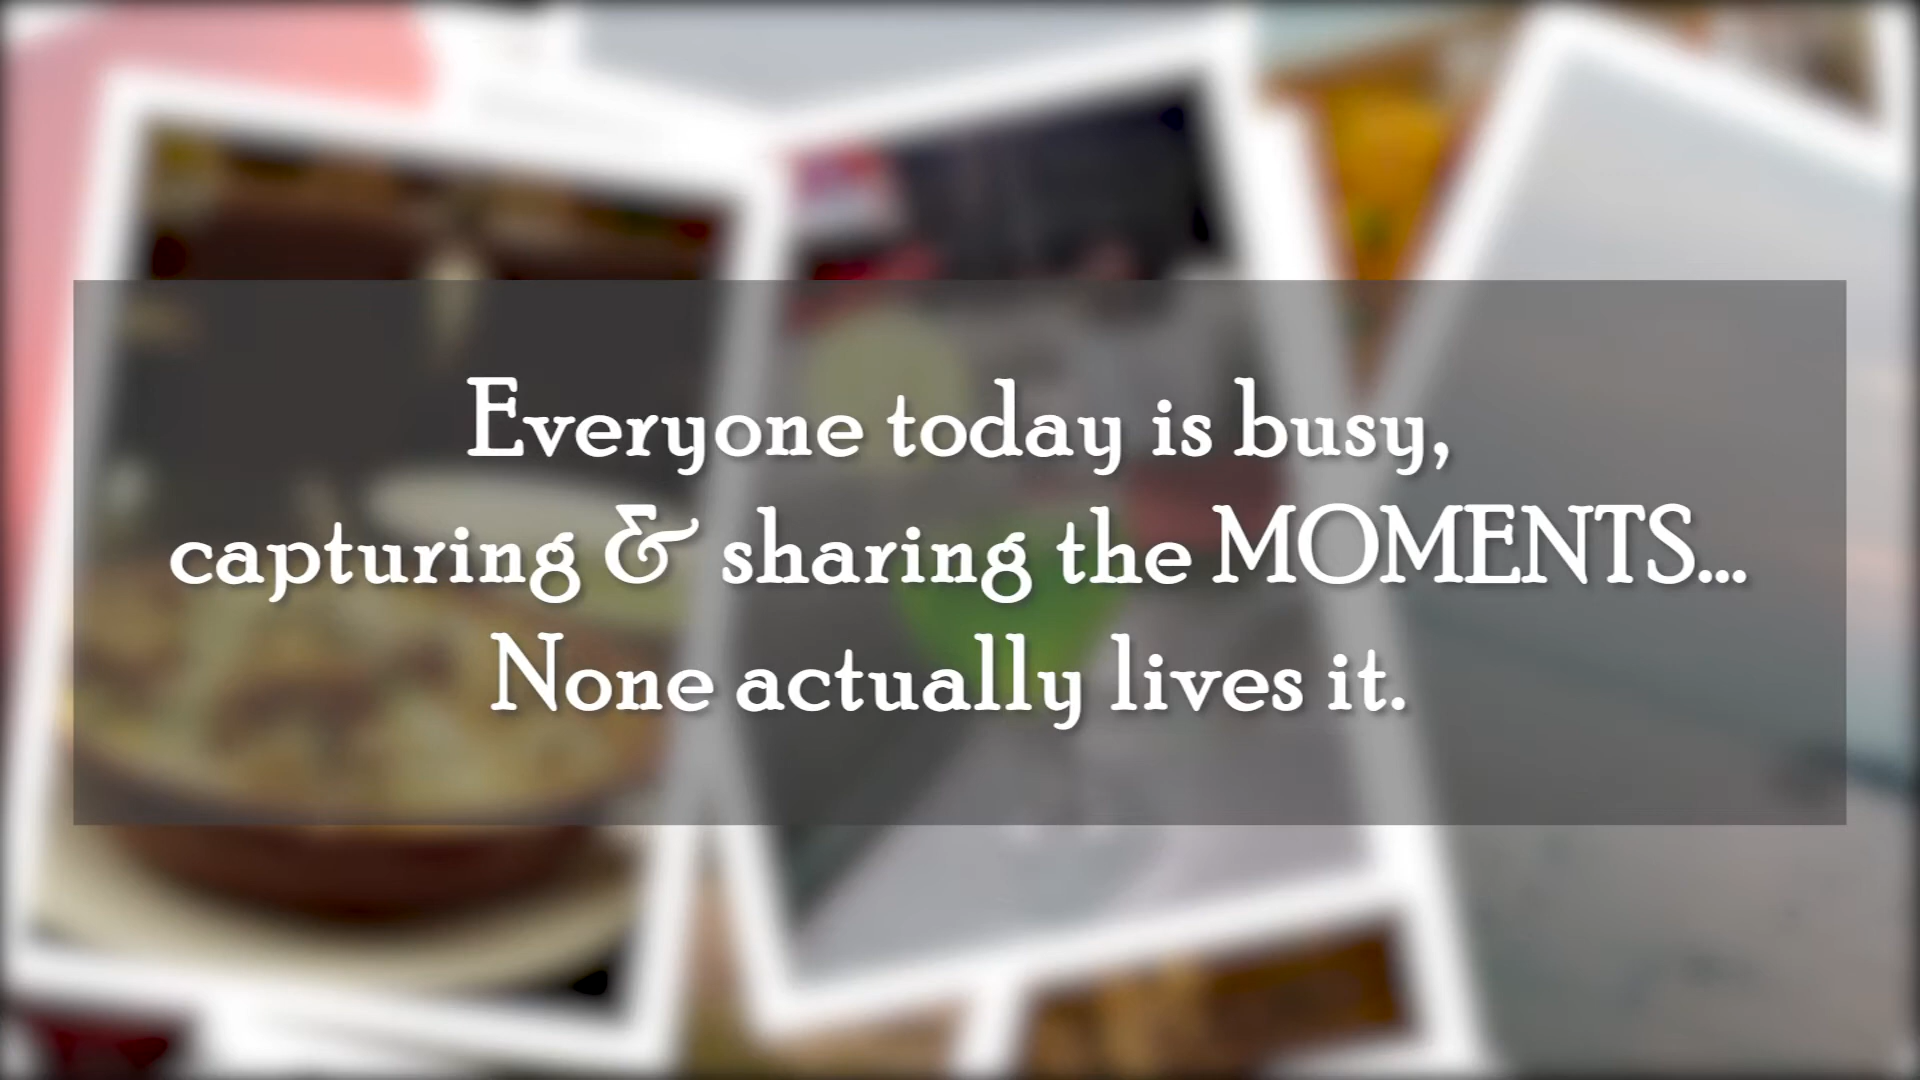 Everyone today is busy,
capturing & sharing the MOMENTS...
None actually lives it.